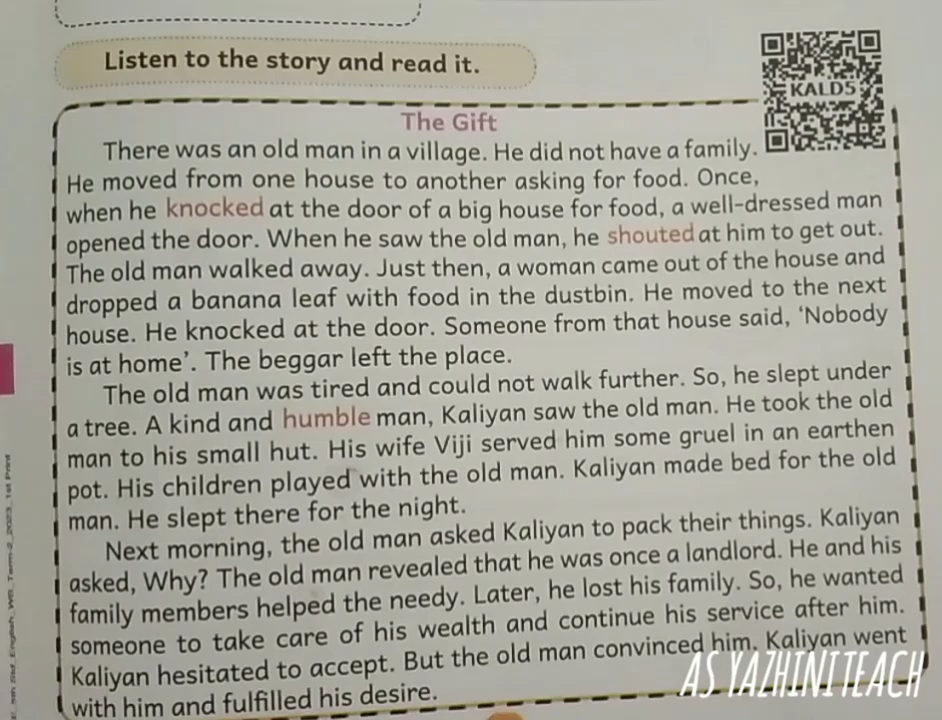 Listen to the story and read it.
KALD5
The Gift
There was an old man in a village. He did not have a family.
He moved from one house to another asking for food. Once,
when he knocked at the door of a big house for food, a well-dressed man
opened the door. When he saw the old man, he shouted at him to get out.
The old man walked away. Just then, a woman came out of the house and
dropped a banana leaf with food in the dustbin. He moved to the next
house. He knocked at the door. Someone from that house said, ‘Nobody
is at home’. The beggar left the place.
The old man was tired and could not walk further. So, he slept under
a tree. A kind and humble man, Kaliyan saw the old man. He took the old
man to his small hut. His wife Viji served him some gruel in an earthen
pot. His children played with the old man. Kaliyan made bed for the old
man. He slept there for the night.
Next morning, the old man asked Kaliyan to pack their things. Kaliyan
asked, Why? The old man revealed that he was once a landlord. He and his
family members helped the needy. Later, he lost his family. So, he wanted
someone to take care of his wealth and continue his service after him.
Kaliyan hesitated to accept. But the old man convinced him. Kaliyan went
with him and fulfilled his desire.
AS YAZHINI TEACH